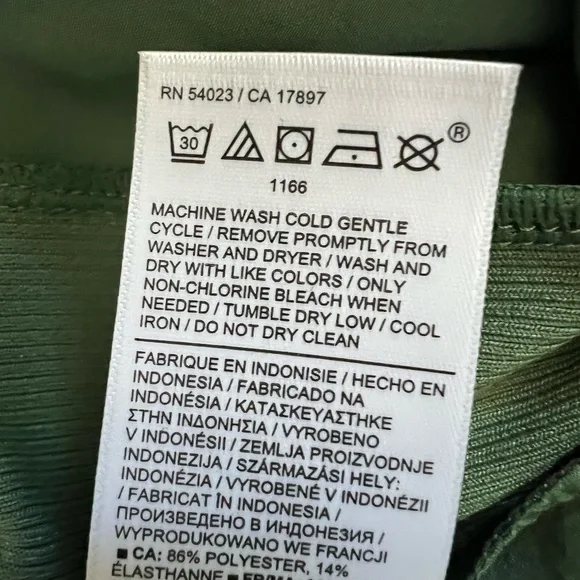 RN 54023 / CA 17897
30
®
1166
MACHINE WASH COLD GENTLE
CYCLE / REMOVE PROMPTLY FROM
WASHER AND DRYER / WASH AND
DRY WITH LIKE COLORS / ONLY
NON-CHLORINE BLEACH WHEN
NEEDED / TUMBLE DRY LOW / COOL
IRON / DO NOT DRY CLEAN
FABRIQUE EN INDONISIE / HECHO EN
INDONESIA / FABRICADO NA
INDONÉSIA / ΚΑΤΑΣΚΕΥΑΣΤΗΚΕ
ΣΤΗΝ ΙΝΔΟΝΗΣΙΑ / VYROBENO
V INDONÉSII / ZEMLJA PROIZVODNJE
INDONEZIJA / SZÁRMAZÁSI HELY:
INDONÉZIA / VYROBENÉ V INDONÉZII
/ FABRICAT ÎN INDONESIA /
ПРОИЗВЕДЕНО В ИНДОНЕЗИИ /
WYPRODUKOWANO WE FRANCJI
■ CA: 86% POLYESTER, 14%
ÉLASTHANNE ■